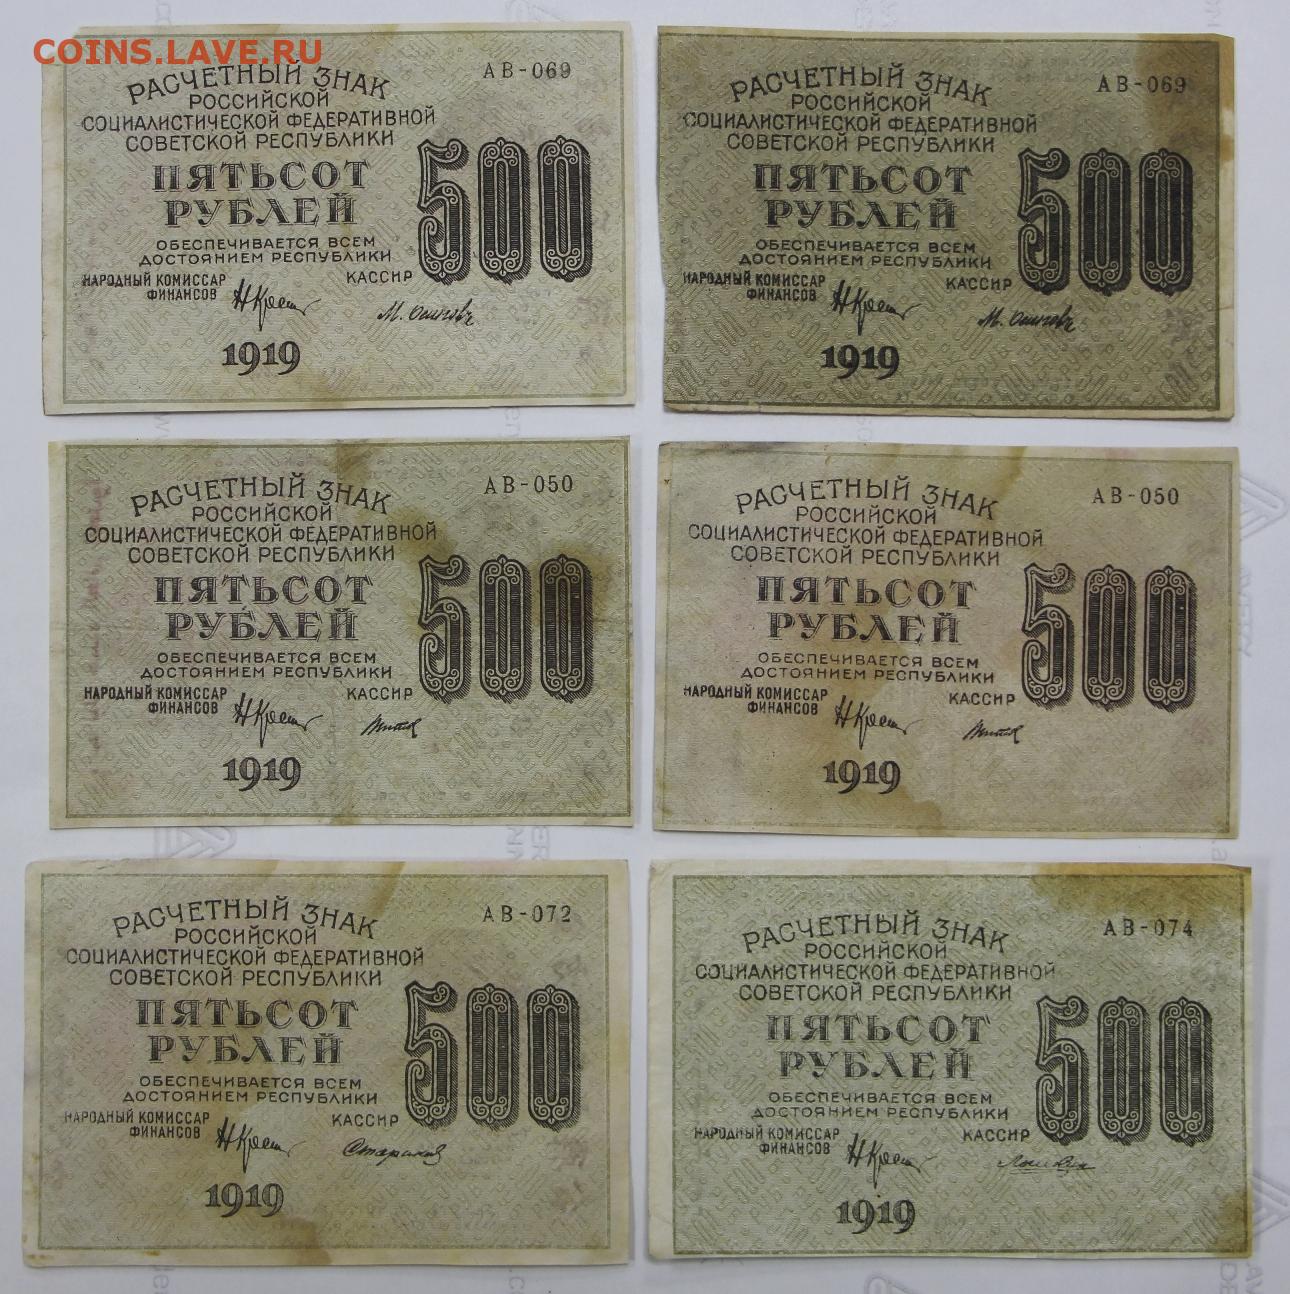 COINS.LAVE.RU
АВ-069
РАСЧЕТНЫЙ ЗНАК
РОССИЙСКОЙ
СОЦИАЛИСТИЧЕСКОЙ ФЕДЕРАТИВНОЙ
СОВЕТСКОЙ РЕСПУБЛИКИ
ПЯТЬСОТ
РУБЛЕЙ
500
ОБЕСПЕЧИВАЕТСЯ ВСЕМ
ДОСТОЯНИЕМ РЕСПУБЛИКИ
НАРОДНЫЙ КОМИССАР
ФИНАНСОВ
КАССИР
1919
АВ-069
РАСЧЕТНЫЙ ЗНАК
РОССИЙСКОЙ
СОЦИАЛИСТИЧЕСКОЙ ФЕДЕРАТИВНОЙ
СОВЕТСКОЙ РЕСПУБЛИКИ
ПЯТЬСОТ
РУБЛЕЙ
500
ОБЕСПЕЧИВАЕТСЯ ВСЕМ
ДОСТОЯНИЕМ РЕСПУБЛИКИ
НАРОДНЫЙ КОМИССАР
ФИНАНСОВ
КАССИР
1919
АВ-050
РАСЧЕТНЫЙ ЗНАК
РОССИЙСКОЙ
СОЦИАЛИСТИЧЕСКОЙ ФЕДЕРАТИВНОЙ
СОВЕТСКОЙ РЕСПУБЛИКИ
ПЯТЬСОТ
РУБЛЕЙ
500
ОБЕСПЕЧИВАЕТСЯ ВСЕМ
ДОСТОЯНИЕМ РЕСПУБЛИКИ
НАРОДНЫЙ КОМИССАР
ФИНАНСОВ
КАССИР
1919
АВ-050
РАСЧЕТНЫЙ ЗНАК
РОССИЙСКОЙ
СОЦИАЛИСТИЧЕСКОЙ ФЕДЕРАТИВНОЙ
СОВЕТСКОЙ РЕСПУБЛИКИ
ПЯТЬСОТ
РУБЛЕЙ
500
ОБЕСПЕЧИВАЕТСЯ ВСЕМ
ДОСТОЯНИЕМ РЕСПУБЛИКИ
НАРОДНЫЙ КОМИССАР
ФИНАНСОВ
КАССИР
1919
АВ-072
РАСЧЕТНЫЙ ЗНАК
РОССИЙСКОЙ
СОЦИАЛИСТИЧЕСКОЙ ФЕДЕРАТИВНОЙ
СОВЕТСКОЙ РЕСПУБЛИКИ
ПЯТЬСОТ
РУБЛЕЙ
500
ОБЕСПЕЧИВАЕТСЯ ВСЕМ
ДОСТОЯНИЕМ РЕСПУБЛИКИ
НАРОДНЫЙ КОМИССАР
ФИНАНСОВ
КАССИР
1919
АВ-074
РАСЧЕТНЫЙ ЗНАК
РОССИЙСКОЙ
СОЦИАЛИСТИЧЕСКОЙ ФЕДЕРАТИВНОЙ
СОВЕТСКОЙ РЕСПУБЛИКИ
ПЯТЬСОТ
РУБЛЕЙ
500
ОБЕСПЕЧИВАЕТСЯ ВСЕМ
ДОСТОЯНИЕМ РЕСПУБЛИКИ
НАРОДНЫЙ КОМИССАР
ФИНАНСОВ
КАССИР
1919